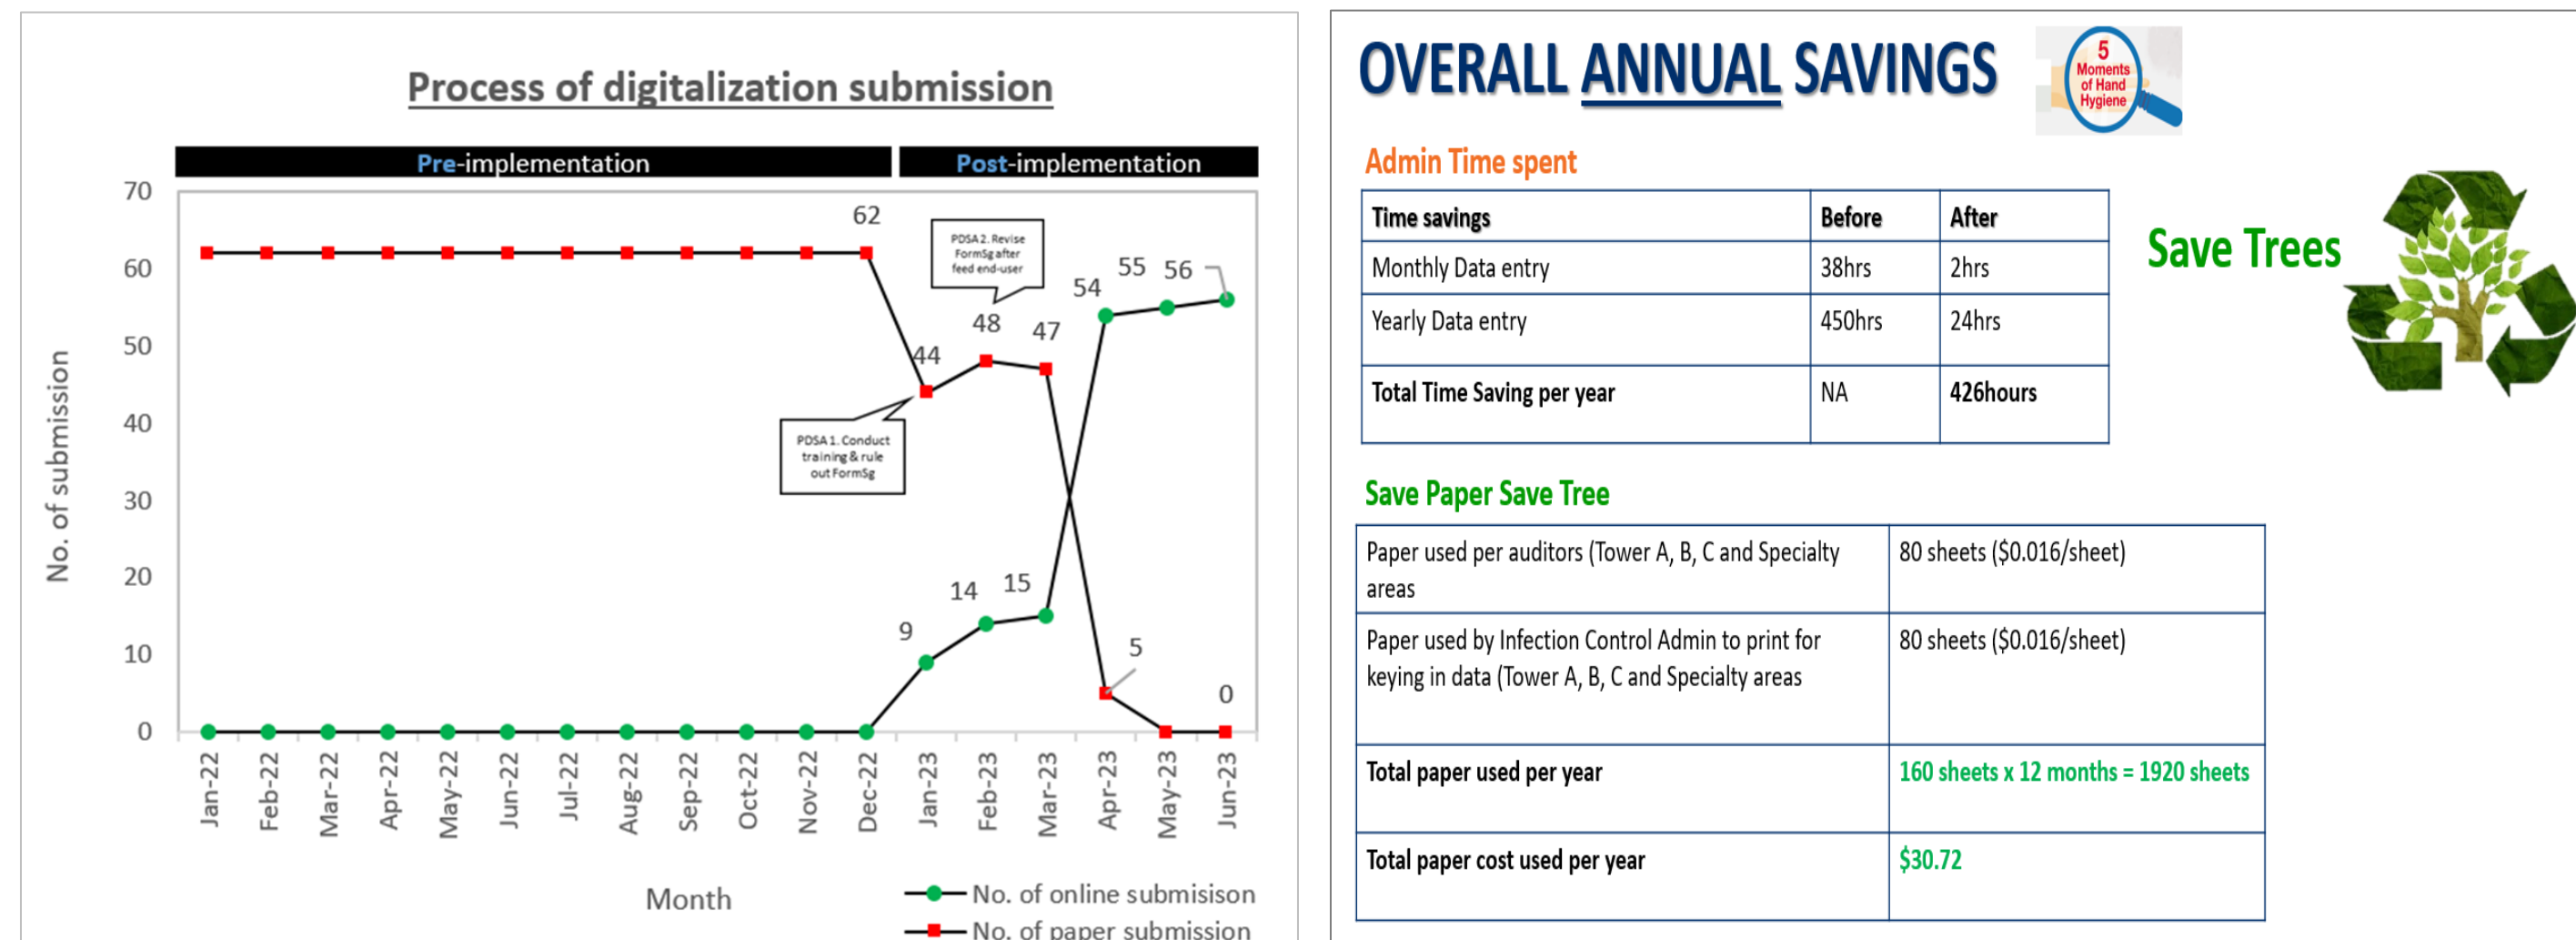 Process of digitalization submission
Pre-implementation
Post-implementation
No. of submission
70
60
50
40
30
20
10
0
62
44
48
47
54
55
56
9
14
15
5
0
PDSA 2. Revise
FormSg after
feed end-user
PDSA 1. Conduct
training & rule
out FormSg
Jan-22
Feb-22
Mar-22
Apr-22
May-22
Jun-22
Jul-22
Aug-22
Sep-22
Oct-22
Nov-22
Dec-22
Jan-23
Feb-23
Mar-23
Apr-23
May-23
Jun-23
Month
No. of online submisison
No. of paper submission
OVERALL ANNUAL SAVINGS
5
Moments
of Hand
Hygiene
Admin Time spent
Time savings Before After
Monthly Data entry 38hrs 2hrs
Yearly Data entry 450hrs 24hrs
Total Time Saving per year NA 426hours
Save Trees
Save Paper Save Tree
Paper used per auditors (Tower A, B, C and Specialty
areas
80 sheets ($0.016/sheet)
Paper used by Infection Control Admin to print for
keying in data (Tower A, B, C and Specialty areas
80 sheets ($0.016/sheet)
Total paper used per year 160 sheets x 12 months = 1920 sheets
Total paper cost used per year $30.72